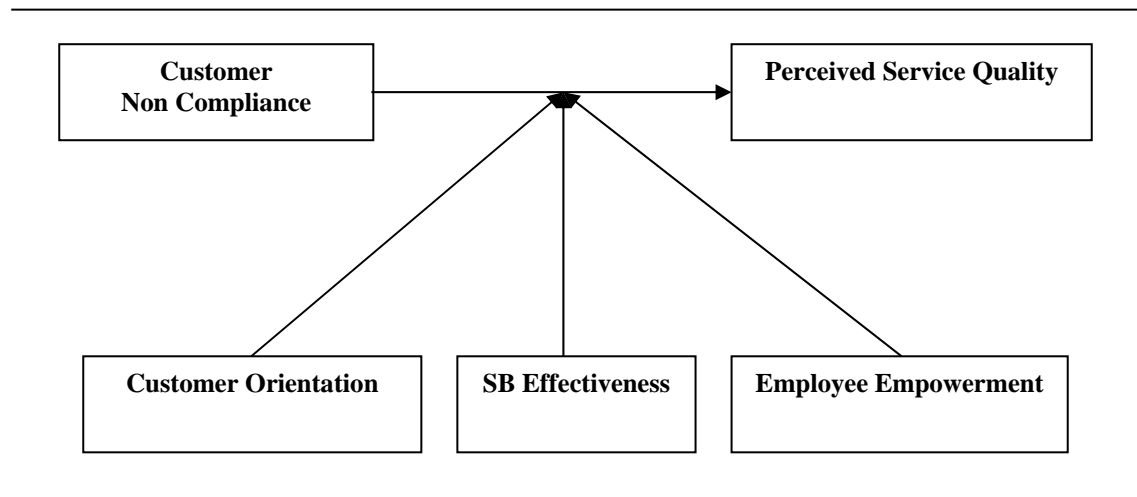 Customer
Non Compliance
Perceived Service Quality
Customer Orientation
SB Effectiveness
Employee Empowerment